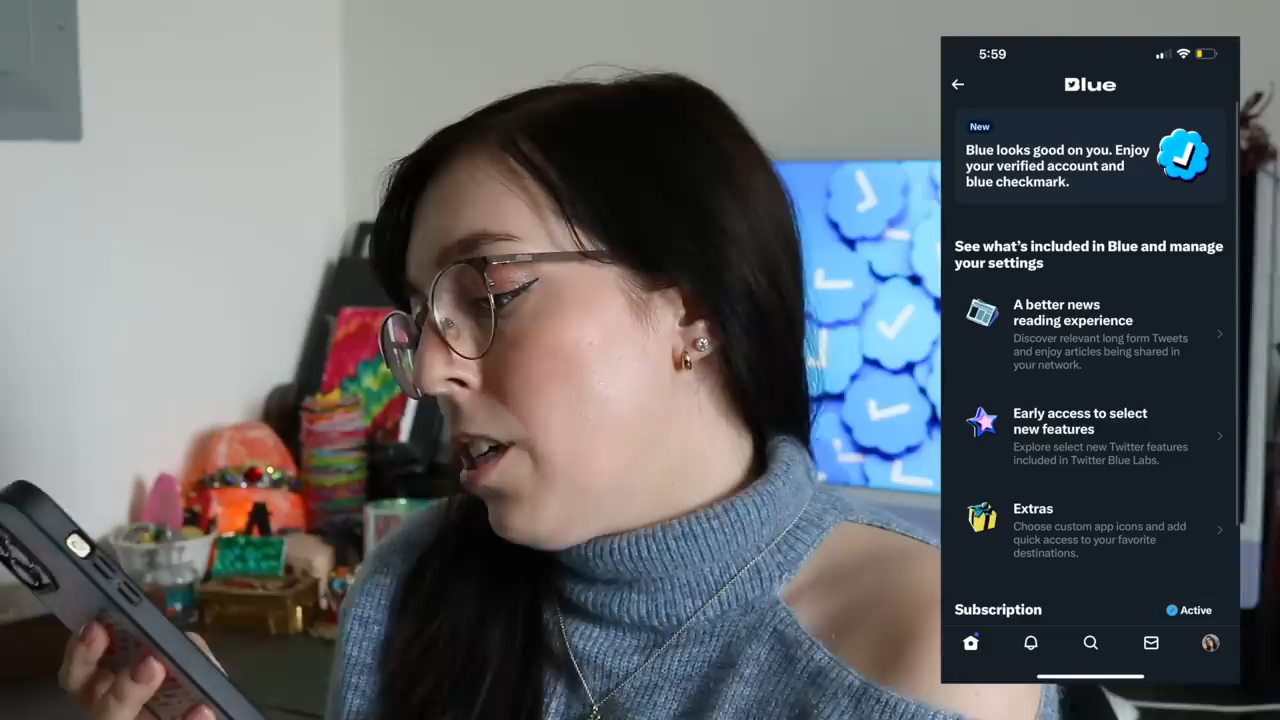 5:59
Blue
New
Blue looks good on you. Enjoy
your verified account and
blue checkmark.
See what's included in Blue and manage
your settings
A better news
reading experience
Discover relevant long form Tweets
and enjoy articles being shared in
your network.
Early access to select
new features
Explore select new Twitter features
included in Twitter Blue Labs.
Extras
Choose custom app icons and add
quick access to your favorite
destinations.
Subscription
Active